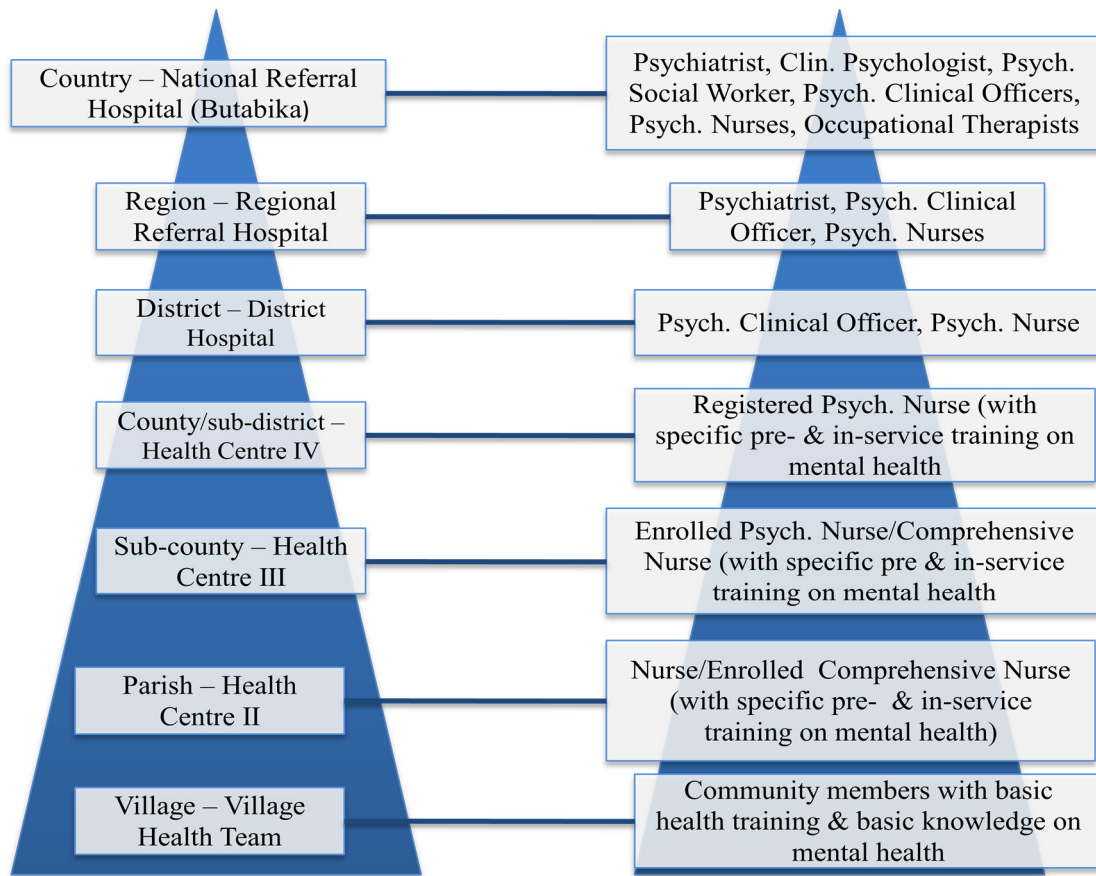 Country – National Referral
Hospital (Butabika)
Psychiatrist, Clin. Psychologist, Psych.
Social Worker, Psych. Clinical Officers,
Psych. Nurses, Occupational Therapists
Region – Regional
Referral Hospital
Psychiatrist, Psych. Clinical
Officer, Psych. Nurses
District – District
Hospital
Psych. Clinical Officer, Psych. Nurse
County/sub-district –
Health Centre IV
Registered Psych. Nurse (with
specific pre- & in-service training on
mental health
Sub-county – Health
Centre III
Enrolled Psych. Nurse/Comprehensive
Nurse (with specific pre & in-service
training on mental health
Parish – Health
Centre II
Nurse/Enrolled Comprehensive Nurse
(with specific pre- & in-service
training on mental health)
Village – Village
Health Team
Community members with basic
health training & basic knowledge on
mental health